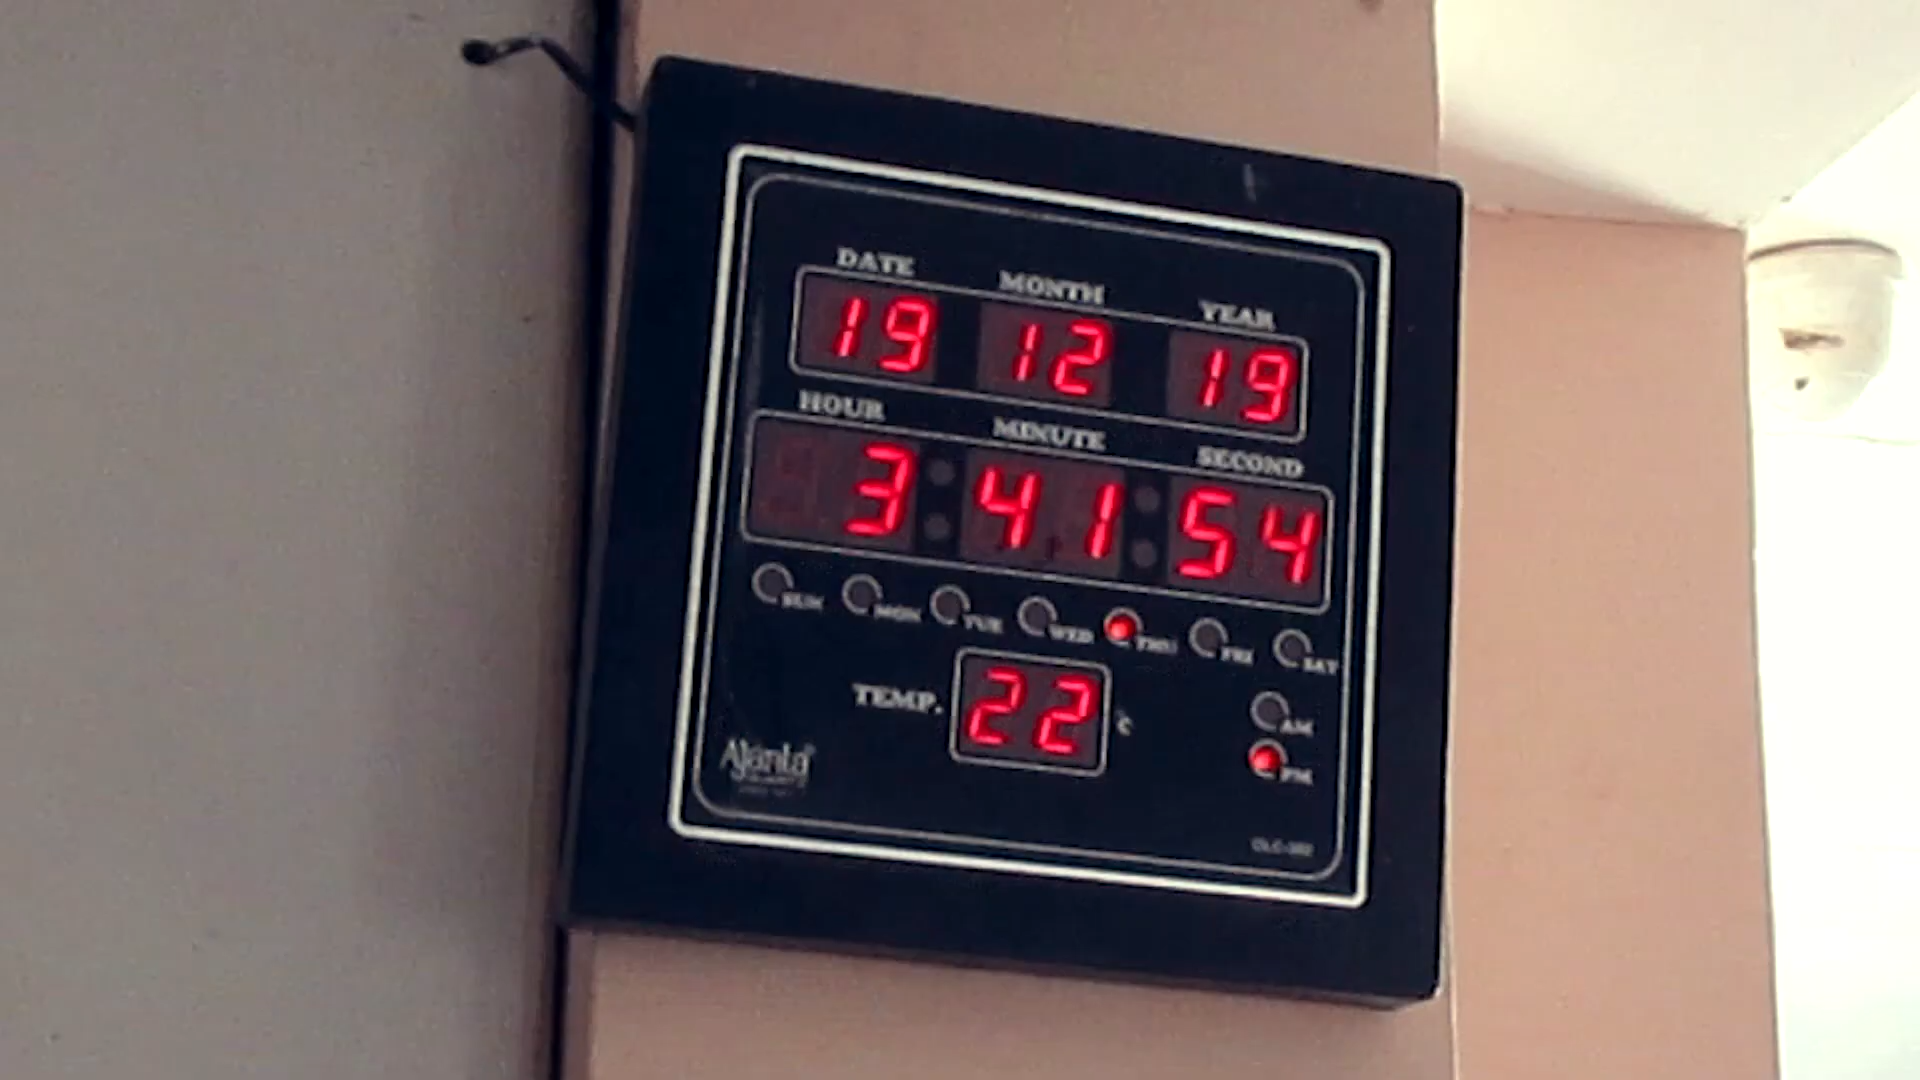 DATE MONTH YEAR
19 12 19
HOUR MINUTE SECOND
3 41 54
SUN MON TUE WED THU FRI SAT
TEMP. 22 °C
AM
PM
Ajanta